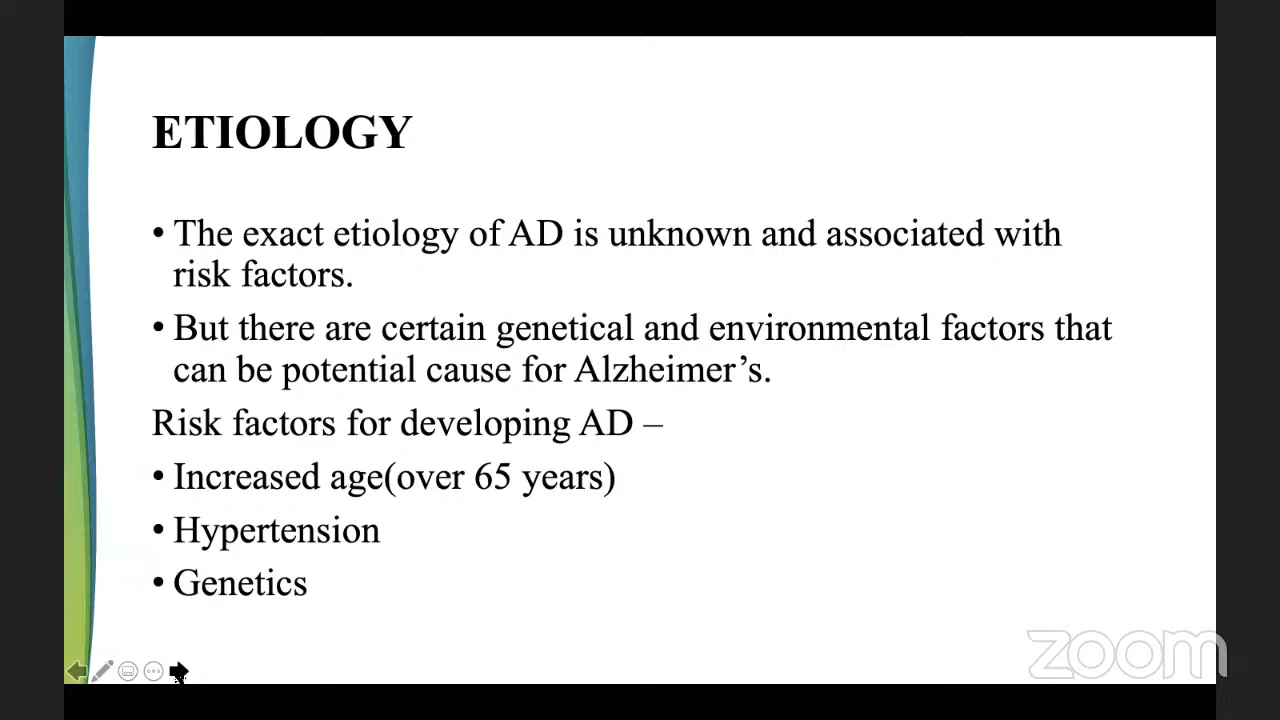 ETIOLOGY
• The exact etiology of AD is unknown and associated with
risk factors.
• But there are certain genetical and environmental factors that
can be potential cause for Alzheimer’s.
Risk factors for developing AD –
• Increased age(over 65 years)
• Hypertension
• Genetics
zoom